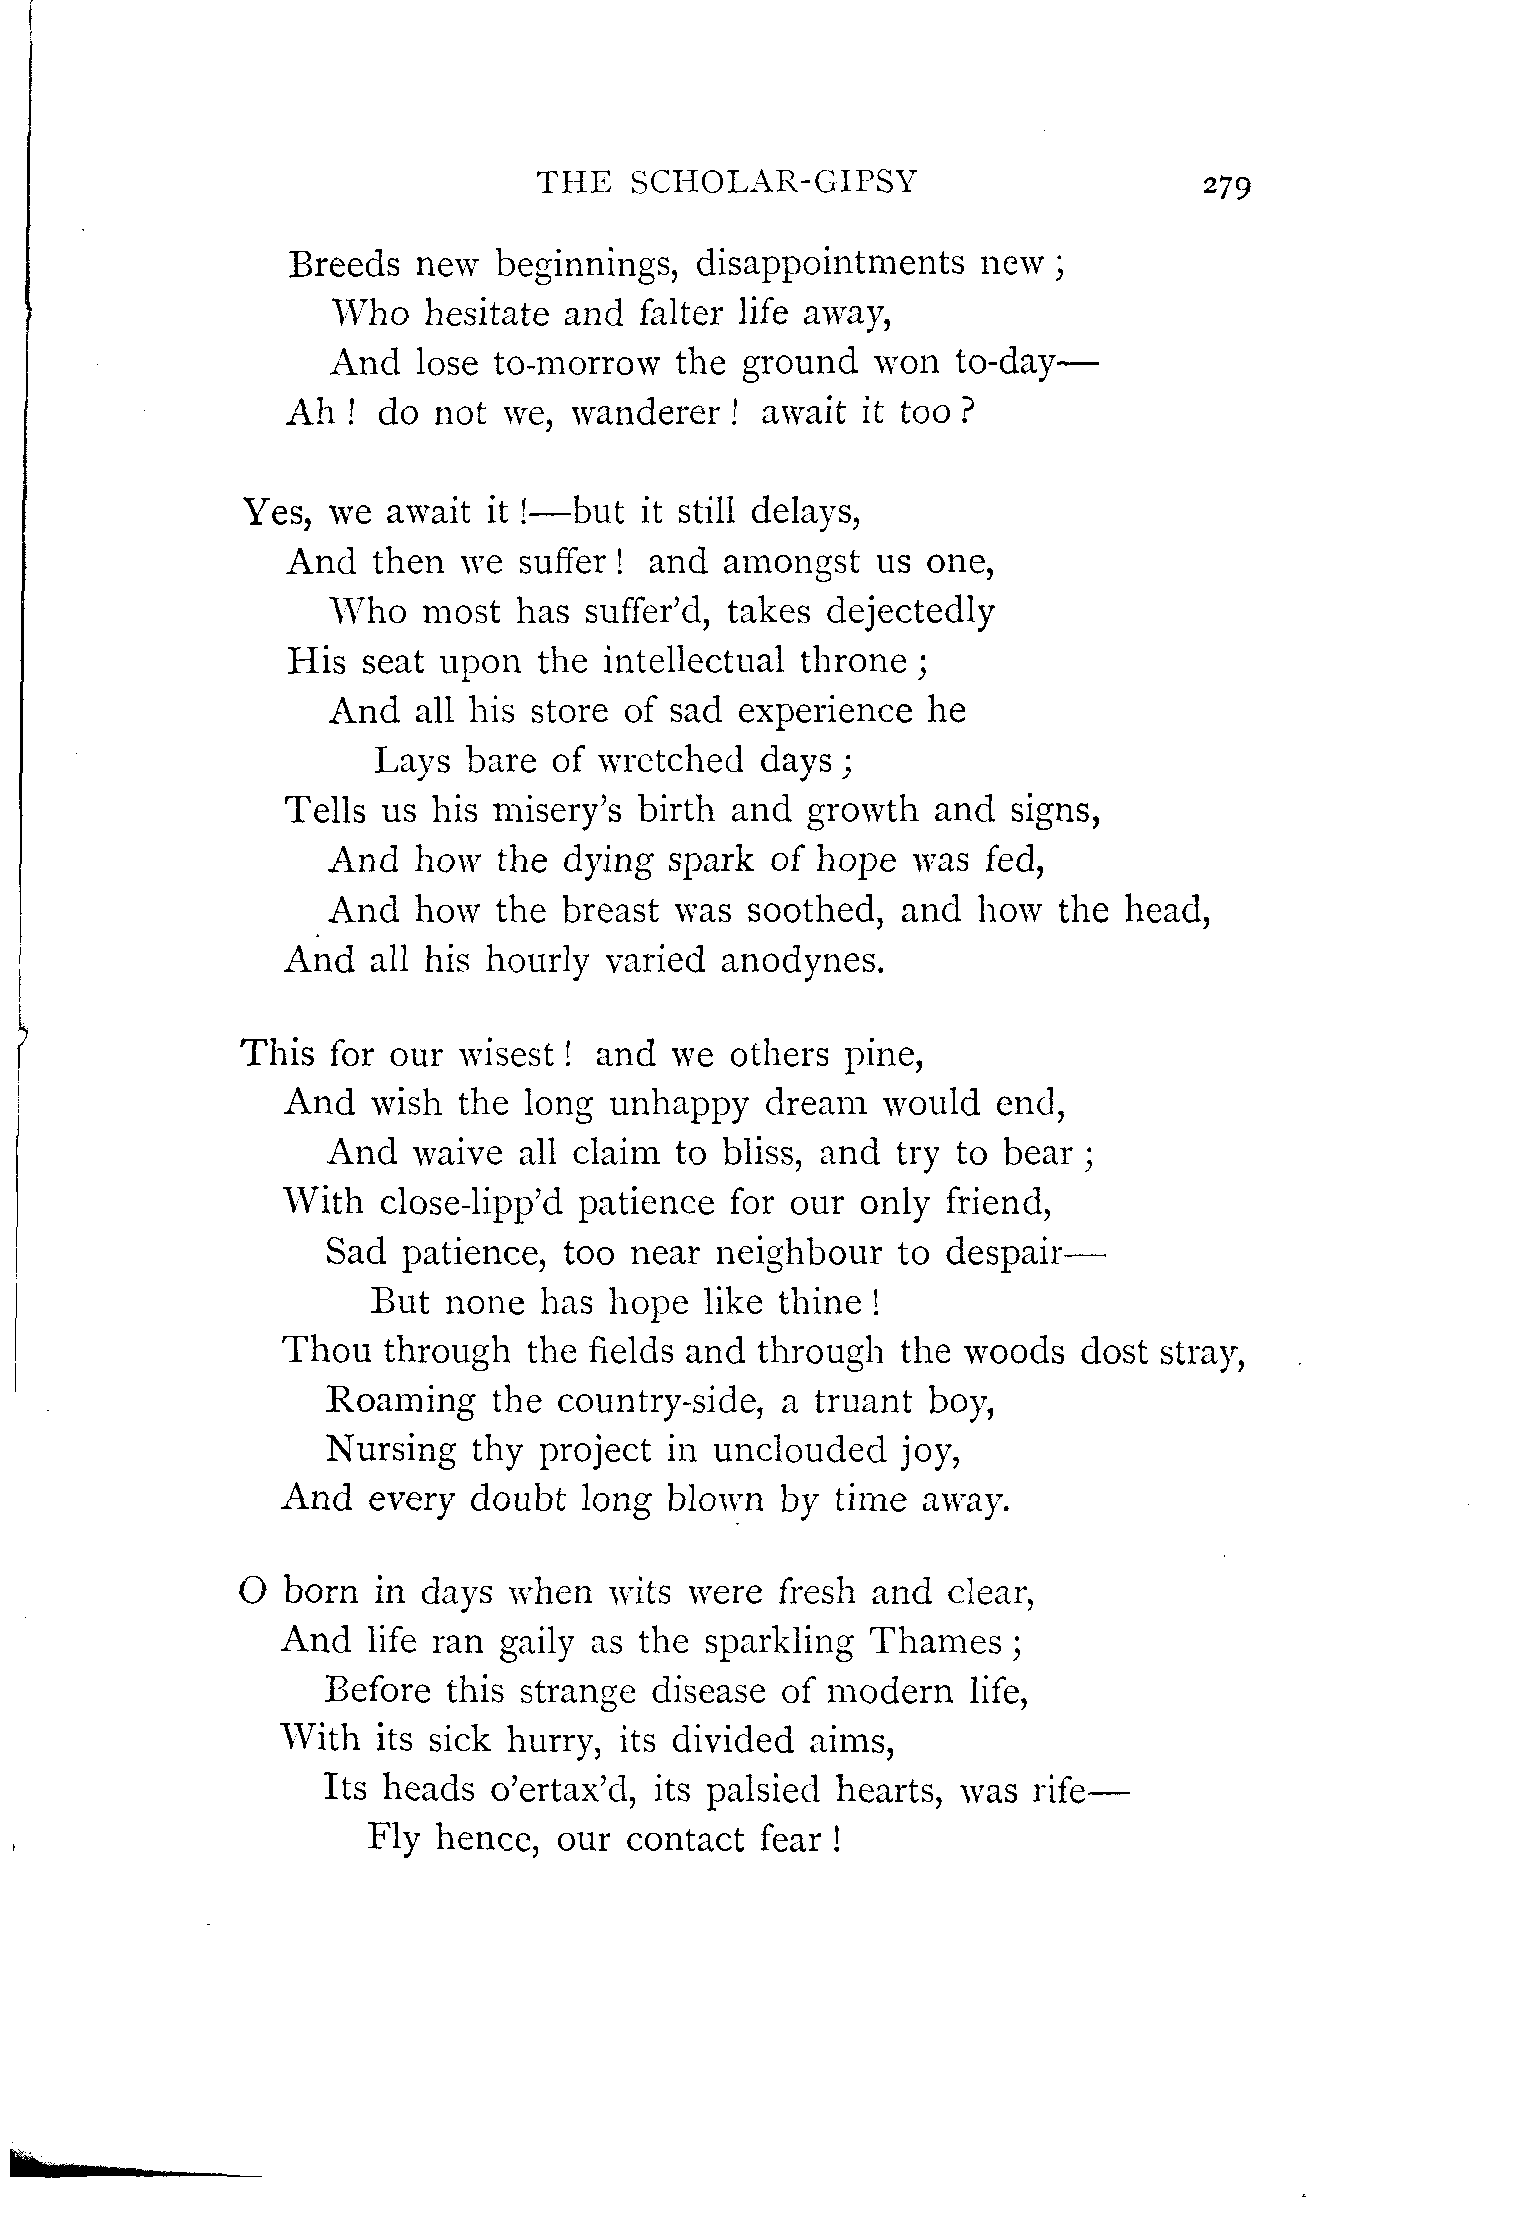 THE SCHOLAR-GIPSY 279
Breeds new beginnings, disappointments new ;
Who hesitate and falter life away,
And lose to-morrow the ground won to-day—
Ah ! do not we, wanderer ! await it too ?
Yes, we await it !—but it still delays,
And then we suffer ! and amongst us one,
Who most has suffer'd, takes dejectedly
His seat upon the intellectual throne ;
And all his store of sad experience he
Lays bare of wretched days ;
Tells us his misery's birth and growth and signs,
And how the dying spark of hope was fed,
And how the breast was soothed, and how the head,
And all his hourly varied anodynes.
This for our wisest ! and we others pine,
And wish the long unhappy dream would end,
And waive all claim to bliss, and try to bear ;
With close-lipp'd patience for our only friend,
Sad patience, too near neighbour to despair—
But none has hope like thine !
Thou through the fields and through the woods dost stray,
Roaming the country-side, a truant boy,
Nursing thy project in unclouded joy,
And every doubt long blown by time away.
O born in days when wits were fresh and clear,
And life ran gaily as the sparkling Thames ;
Before this strange disease of modern life,
With its sick hurry, its divided aims,
Its heads o'ertax'd, its palsied hearts, was rife—
Fly hence, our contact fear !